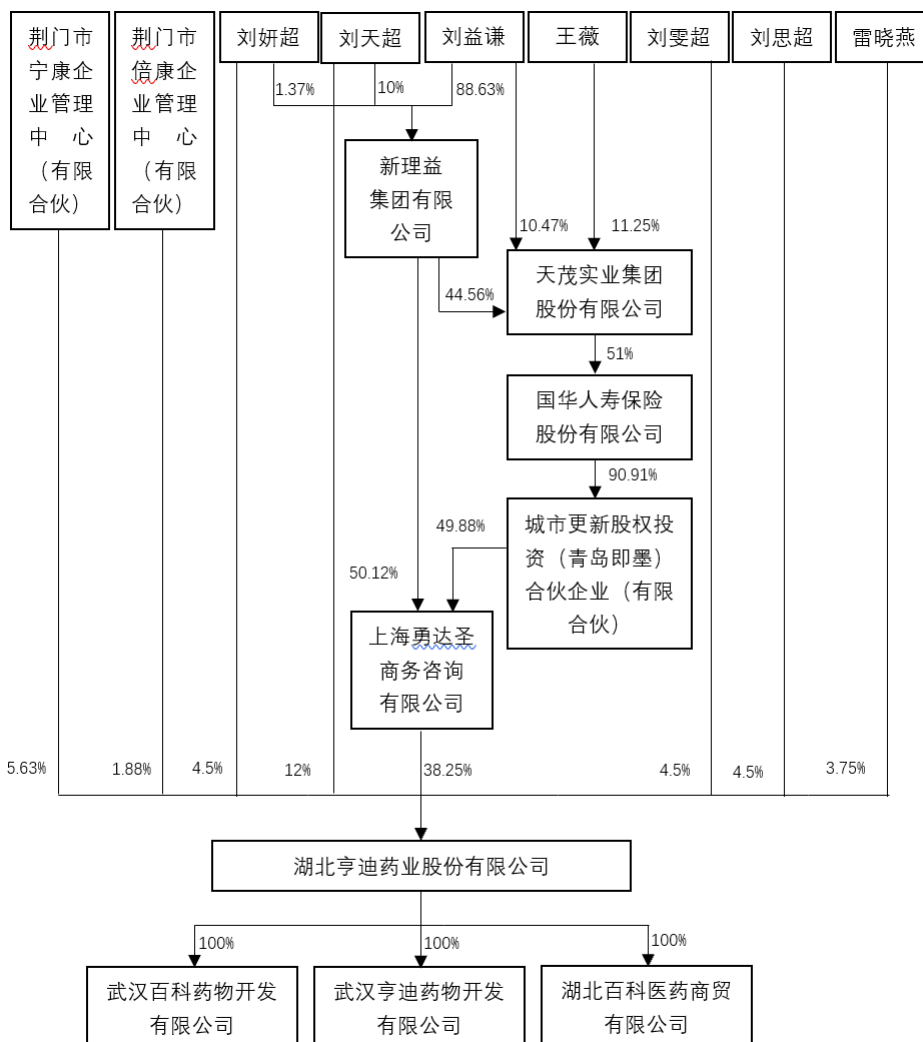 荆门市
宁康企
业管理
中 心
（有限
合伙）
荆门市
倍康企
业管理
中 心
（有限
合伙）
刘妍超
刘天超
刘益谦
王薇
刘雯超
刘思超
雷晓燕
1.37%
10%
88.63%
新理益
集团有限
公司
10.47%
11.25%
44.56%
天茂实业集团
股份有限公司
51%
国华人寿保险
股份有限公司
90.91%
49.88%
城市更新股权投
资（青岛即墨）
合伙企业（有限
合伙）
50.12%
上海勇达圣
商务咨询
有限公司
5.63%
1.88%
4.5%
12%
38.25%
4.5%
4.5%
3.75%
湖北亨迪药业股份有限公司
100%
100%
100%
武汉百科药物开发
有限公司
武汉亨迪药物开发
有限公司
湖北百科医药商贸
有限公司